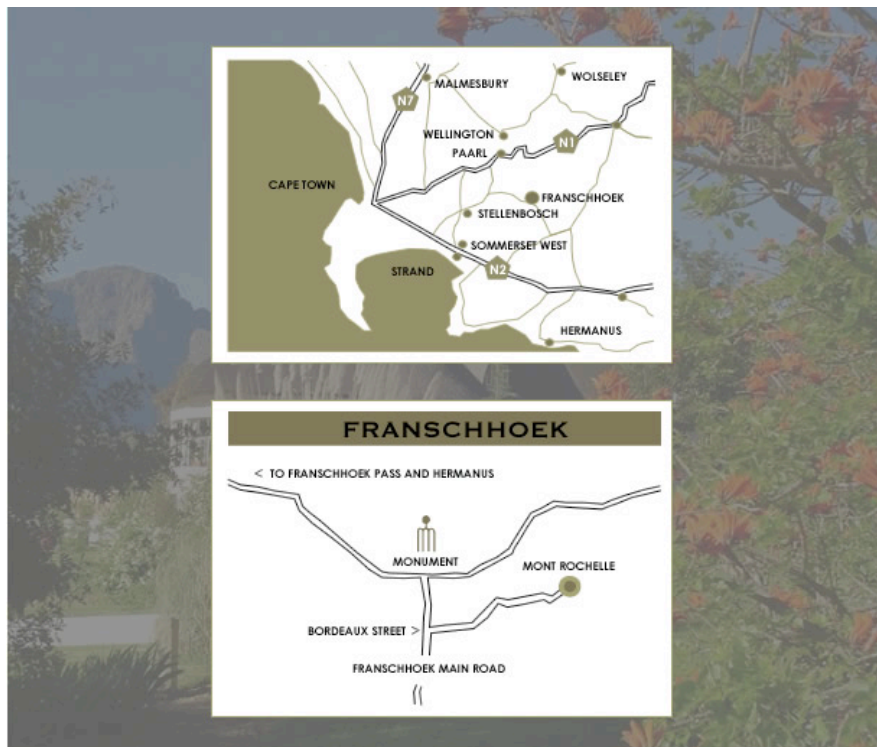 MALMESBURY
WOLSELEY
N7
WELLINGTON
N1
PAARL
CAPE TOWN
FRANSCHHOEK
STELLENBOSCH
SOMMERSET WEST
N2
STRAND
HERMANUS
FRANSCHHOEK
< TO FRANSCHHOEK PASS AND HERMANUS
MONUMENT
MONT ROCHELLE
BORDEAUX STREET >
FRANSCHHOEK MAIN ROAD